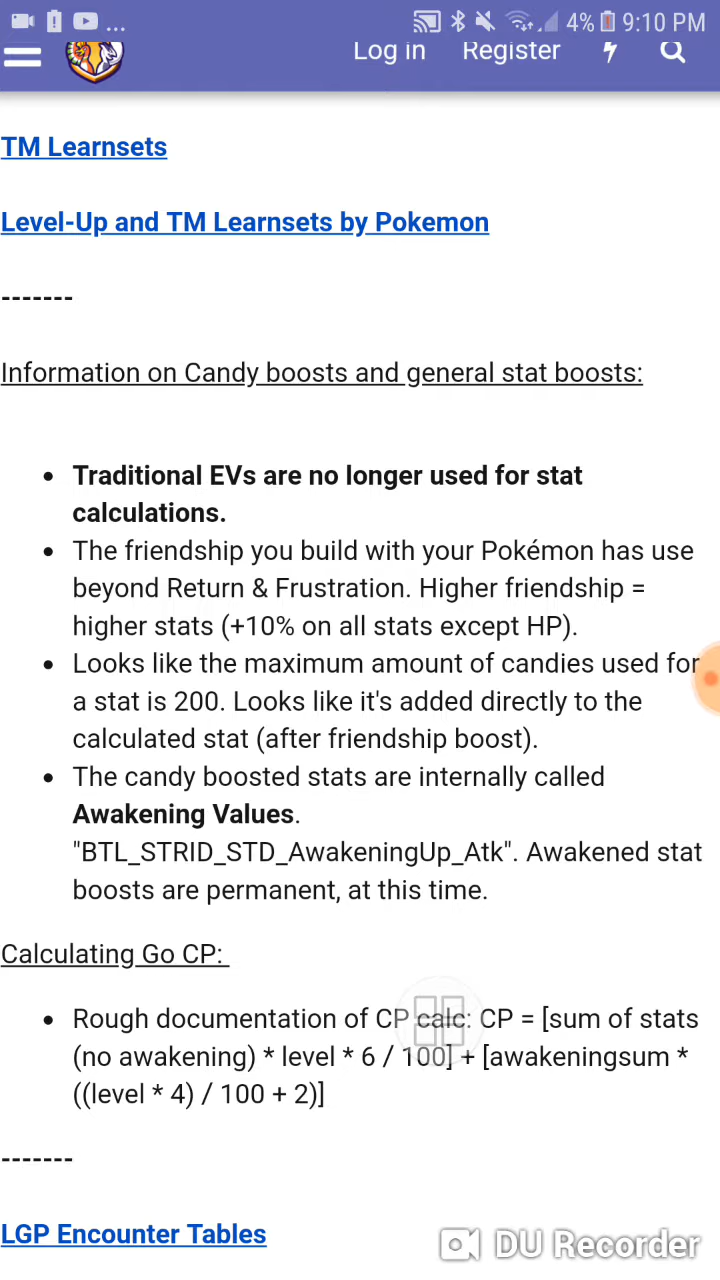 ... 4% 9:10 PM
Log in Register
TM Learnsets
Level-Up and TM Learnsets by Pokemon
-------
Information on Candy boosts and general stat boosts:
• Traditional EVs are no longer used for stat
calculations.
• The friendship you build with your Pokémon has use
beyond Return & Frustration. Higher friendship =
higher stats (+10% on all stats except HP).
• Looks like the maximum amount of candies used for
a stat is 200. Looks like it's added directly to the
calculated stat (after friendship boost).
• The candy boosted stats are internally called
Awakening Values.
"BTL_STRID_STD_AwakeningUp_Atk". Awakened stat
boosts are permanent, at this time.
Calculating Go CP:
• Rough documentation of CP calc: CP = [sum of stats
(no awakening) * level * 6 / 100] + [awakeningsum *
((level * 4) / 100 + 2)]
-------
LGP Encounter Tables
DU Recorder